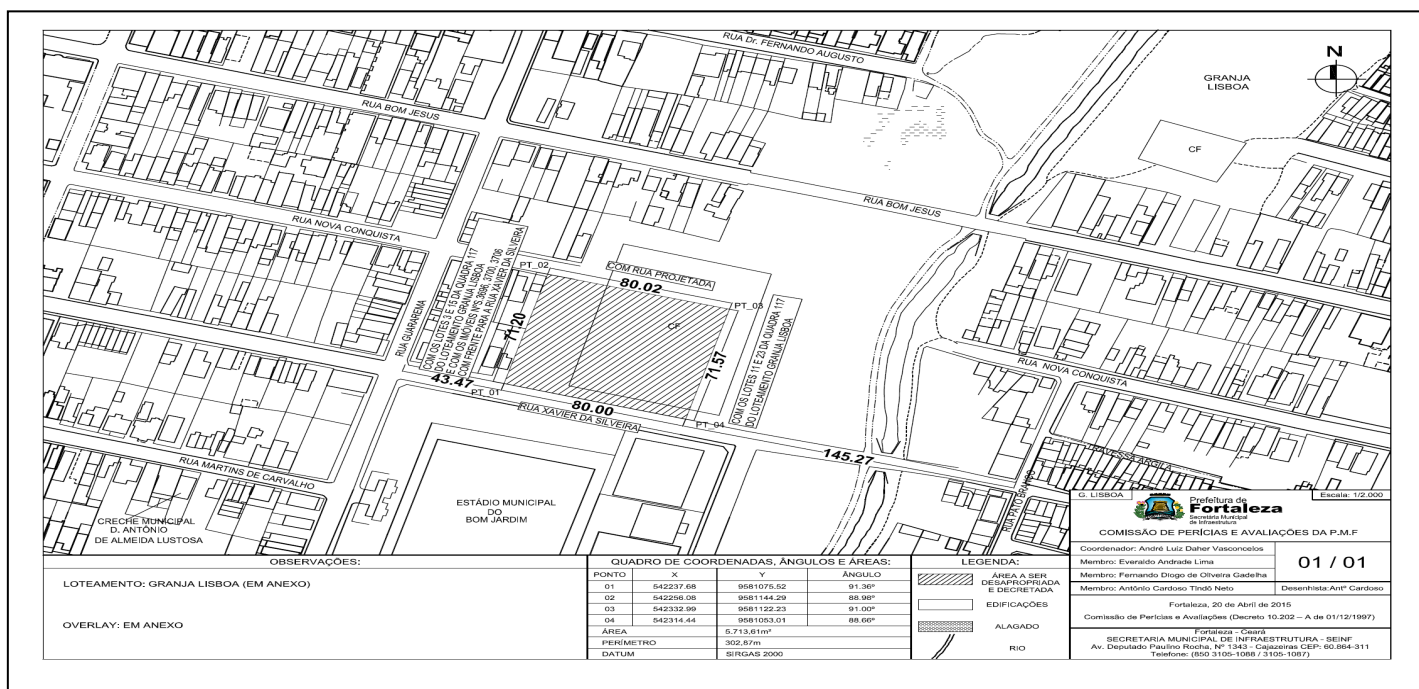 RUA Dr. FERNANDO AUGUSTO
N
GRANJA
LISBOA
RUA BOM JESUS
CF
RUA BOM JESUS
RUA NOVA CONQUISTA
COM OS LOTES 3 E 15 DA QUADRA 117
DO LOTEAMENTO GRANJA LISBOA
E COM OS IMÓVEIS NºS 3696, 3700, 3706
COM FRENTE PARA A RUA XAVIER DA SILVEIRA
PT_02
COM RUA PROJETADA
80.02
PT_03
CF
71.20
71.57
COM OS LOTES 11 E 23 DA QUADRA 117
DO LOTEAMENTO GRANJA LISBOA
RUA GUARAREMA
43.47
PT_01
80.00
RUA XAVIER DA SILVEIRA
PT_04
RUA NOVA CONQUISTA
145.27
TRAVESSA ARGILA
RUA PATO BRANCO
RUA MARTINS DE CARVALHO
ESTÁDIO MUNICIPAL
DO
BOM JARDIM
CRECHE MUNICIPAL
D. ANTÔNIO
DE ALMEIDA LUSTOSA
OBSERVAÇÕES:
LOTEAMENTO: GRANJA LISBOA (EM ANEXO)
OVERLAY: EM ANEXO
QUADRO DE COORDENADAS, ÂNGULOS E ÁREAS:
PONTO X Y ÂNGULO
01 542237.68 9581075.52 91.36º
02 542256.08 9581144.29 88.98º
03 542332.99 9581122.23 91.00º
04 542314.44 9581053.01 88.66º
ÁREA 5.713,61m²
PERÍMETRO 302,87m
DATUM SIRGAS 2000
LEGENDA:
ÁREA A SER
DESAPROPRIADA
E DECRETADA
EDIFICAÇÕES
ALAGADO
RIO
G. LISBOA
Escala: 1/2.000
Prefeitura de
Fortaleza
Secretaria Municipal
de Infraestrutura
COMISSÃO DE PERÍCIAS E AVALIAÇÕES DA P.M.F
Coordenador: André Luiz Daher Vasconcelos
Membro: Everaldo Andrade Lima
Membro: Fernando Diogo de Oliveira Gadelha
01 / 01
Membro: Antônio Cardoso Tindô Neto
Desenhista:Antº Cardoso
Fortaleza, 20 de Abril de 2015
Comissão de Perícias e Avaliações (Decreto 10.202 – A de 01/12/1997)
Fortaleza - Ceará
SECRETARIA MUNICIPAL DE INFRAESTRUTURA - SEINF
Av. Deputado Paulino Rocha, Nº 1343 - Cajazeiras CEP: 60.864-311
Telefone: (850 3105-1088 / 3105-1087)